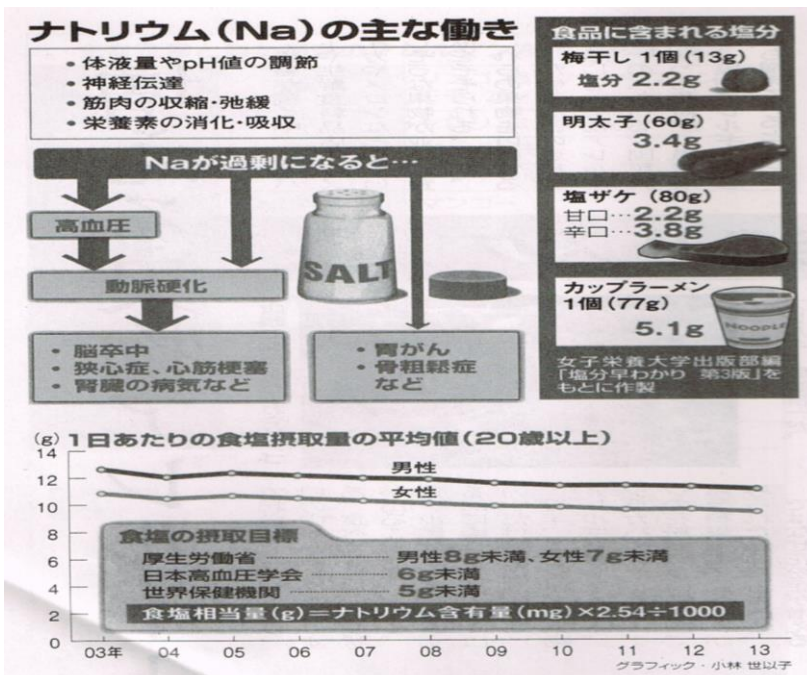 ナトリウム(Na)の主な働き
・体液量やpH値の調節
・神経伝達
・筋肉の収縮・弛緩
・栄養素の消化・吸収
Naが過剰になると…
高血圧
動脈硬化
・脳卒中
・狭心症、心筋梗塞
・腎臓の病気など
SALT
・胃がん
・骨粗鬆症
など
食品に含まれる塩分
梅干し 1個(13g)
塩分 2.2g
明太子(60g)
3.4g
塩ザケ (80g)
甘口…2.2g
辛口…3.8g
カップラーメン
1個(77g)
5.1g
NOODLE
女子栄養大学出版部編
「塩分早わかり 第3版」を
もとに作製
(g) 1日あたりの食塩摂取量の平均値(20歳以上)
14
12
10
8
6
4
2
0
男性
女性
食塩の摂取目標
厚生労働省 ………… 男性8g未満、女性7g未満
日本高血圧学会 ………… 6g未満
世界保健機関 ………… 5g未満
食塩相当量(g)=ナトリウム含有量(mg)×2.54÷1000
03年 04 05 06 07 08 09 10 11 12 13
グラフィック・小林 世以子